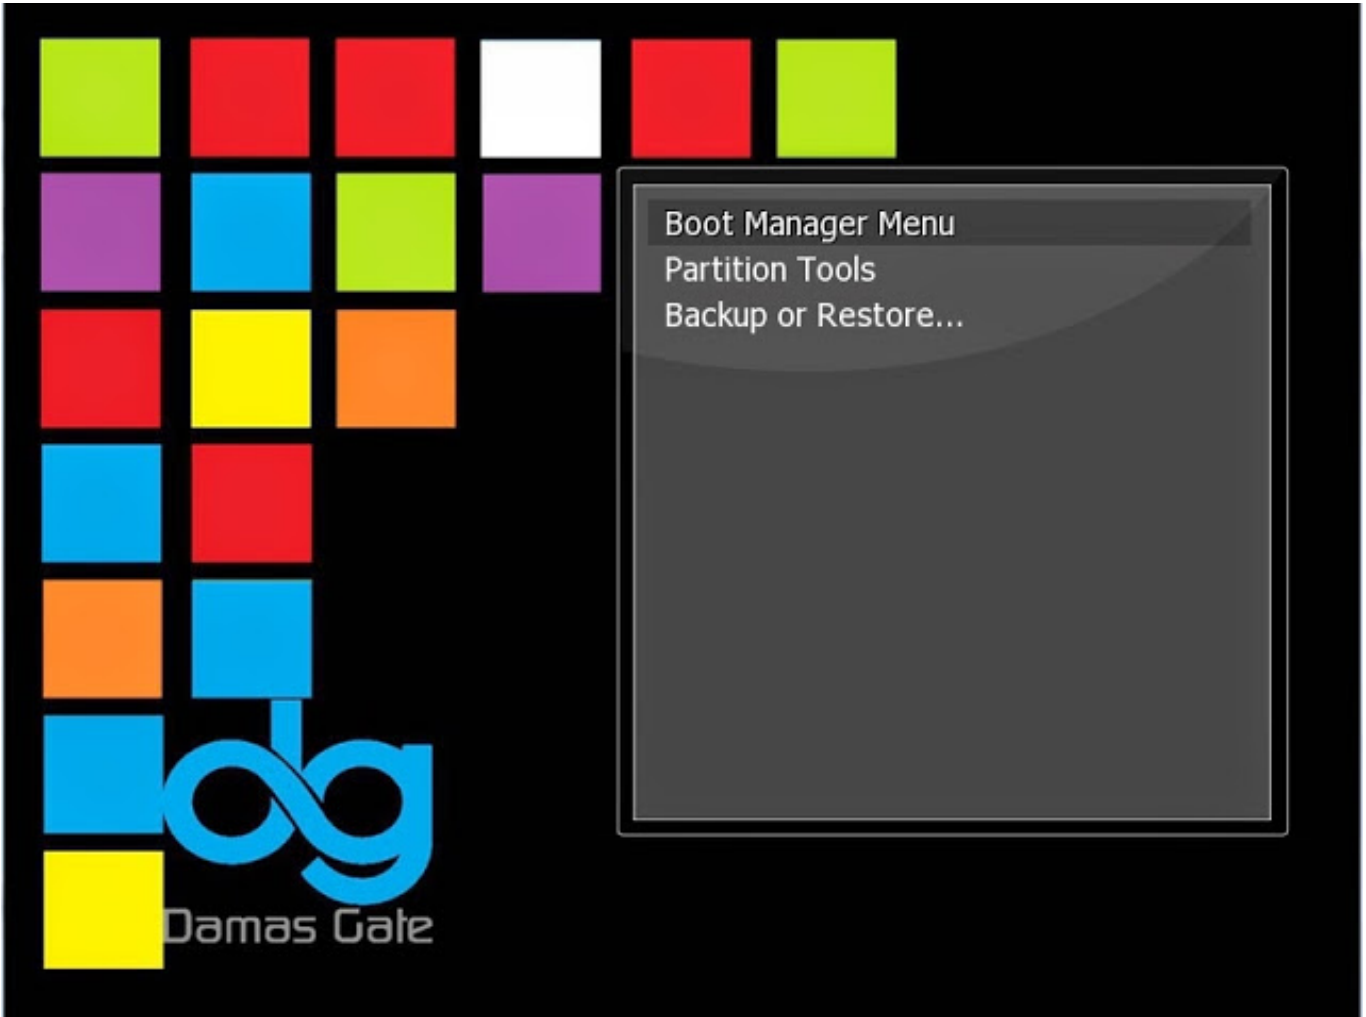 Boot Manager Menu
Partition Tools
Backup or Restore...
dg
Damas Gate